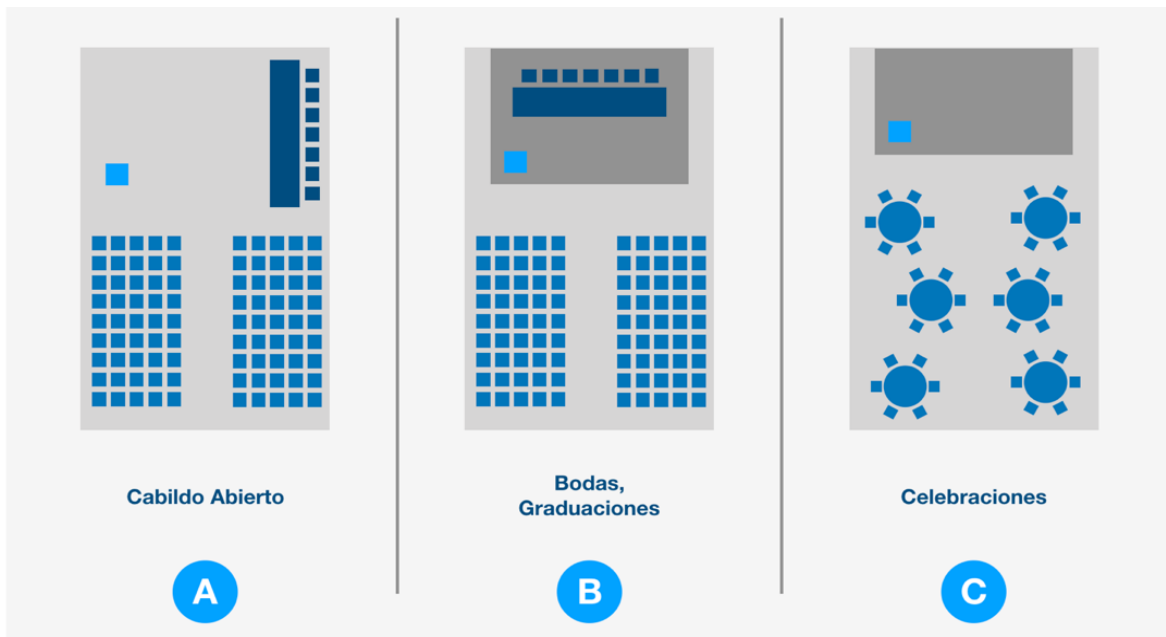 Cabildo Abierto
A
Bodas,
Graduaciones
B
Celebraciones
C